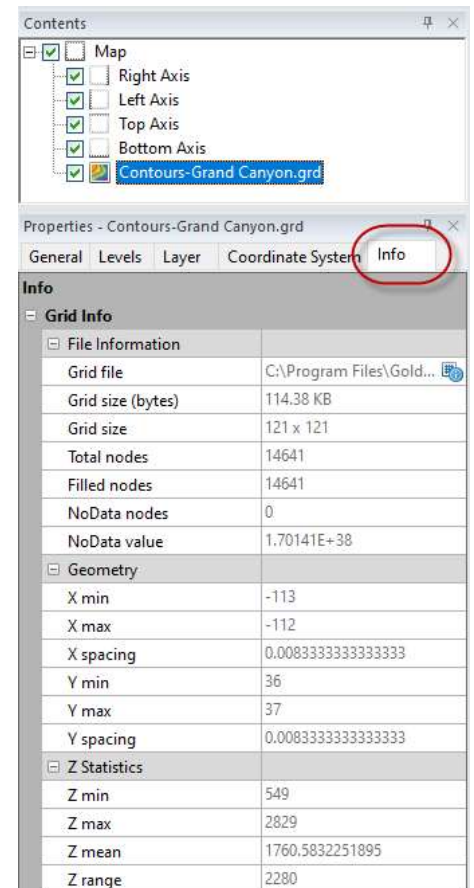 Contents
Map
Right Axis
Left Axis
Top Axis
Bottom Axis
Contours-Grand Canyon.grd
Properties - Contours-Grand Canyon.grd
General Levels Layer Coordinate System Info
Info
Grid Info
File Information
Grid file C:\Program Files\Gold...
Grid size (bytes) 114.38 KB
Grid size 121 x 121
Total nodes 14641
Filled nodes 14641
NoData nodes 0
NoData value 1.70141E+38
Geometry
X min -113
X max -112
X spacing 0.0083333333333333
Y min 36
Y max 37
Y spacing 0.0083333333333333
Z Statistics
Z min 549
Z max 2829
Z mean 1760.5832251895
Z range 2280